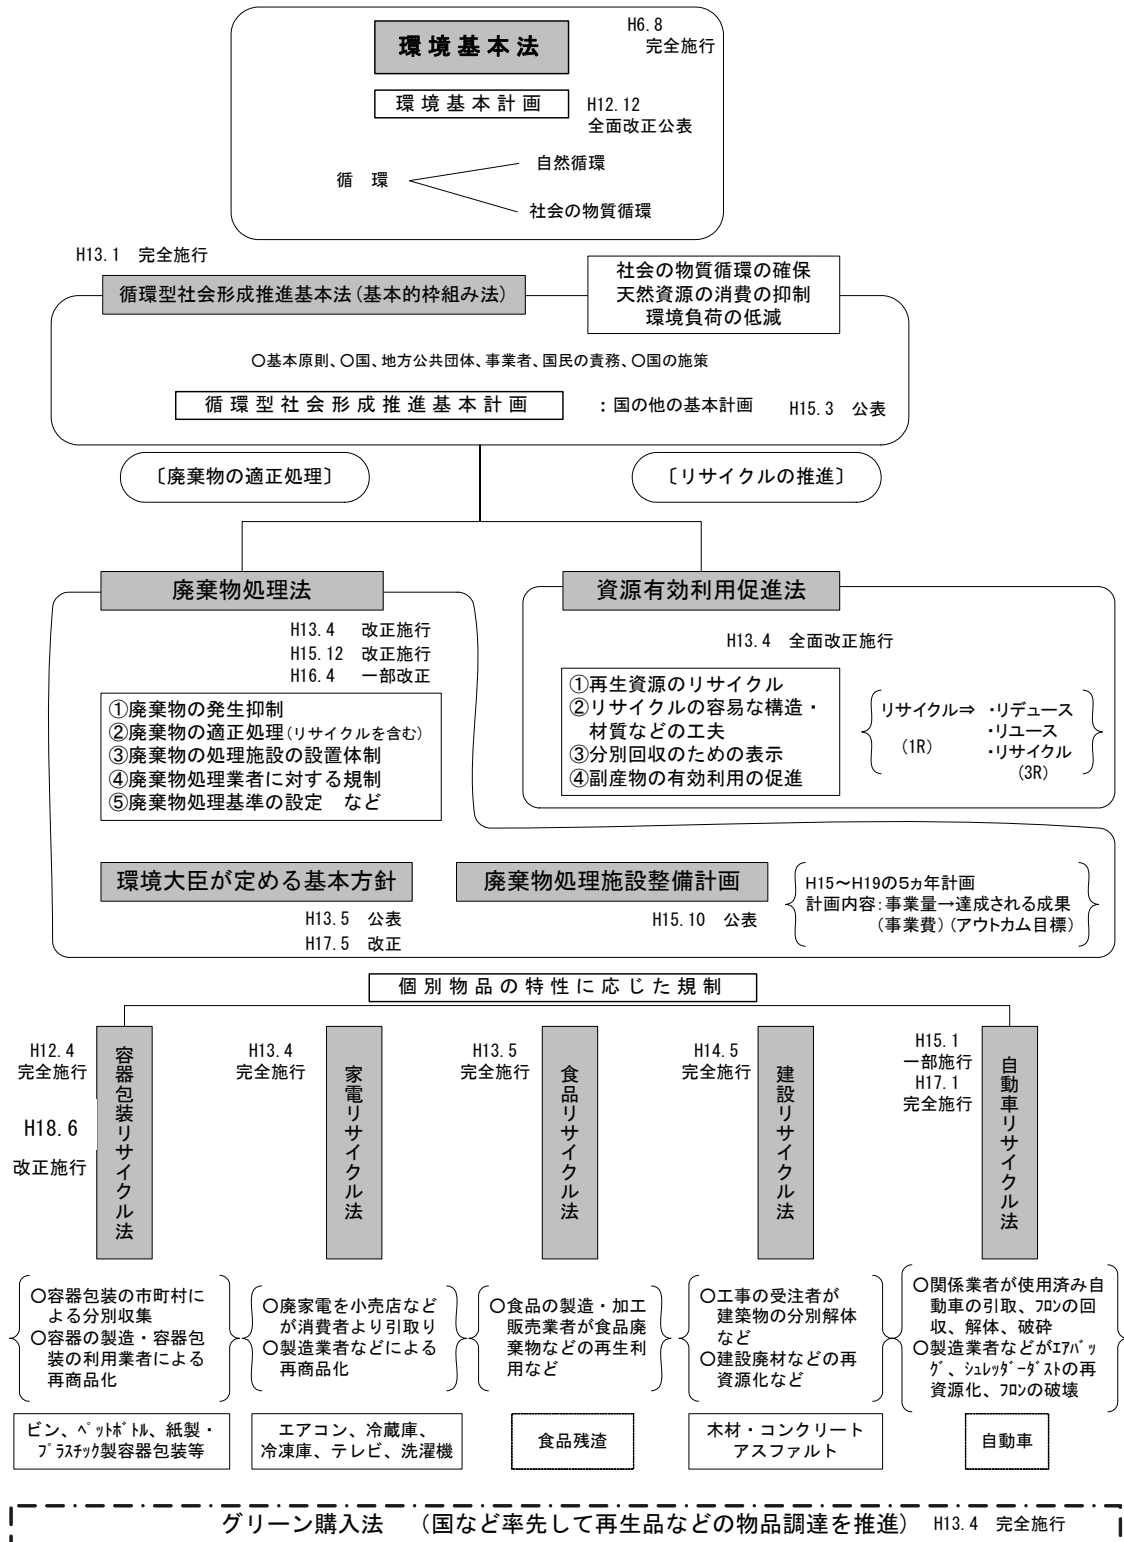 環境基本法
H6.8
完全施行
環境基本計画
H12.12
全面改正公表
循　環
自然循環
社会の物質循環
H13.1　完全施行
循環型社会形成推進基本法(基本的枠組み法)
社会の物質循環の確保
天然資源の消費の抑制
環境負荷の低減
○基本原則、○国、地方公共団体、事業者、国民の責務、○国の施策
循環型社会形成推進基本計画
：国の他の基本計画
H15.3　公表
〔廃棄物の適正処理〕
〔リサイクルの推進〕
廃棄物処理法
H13.4　改正施行
H15.12　改正施行
H16.4　一部改正
①廃棄物の発生抑制
②廃棄物の適正処理(リサイクルを含む)
③廃棄物の処理施設の設置体制
④廃棄物処理業者に対する規制
⑤廃棄物処理基準の設定　など
資源有効利用促進法
H13.4　全面改正施行
①再生資源のリサイクル
②リサイクルの容易な構造・
材質などの工夫
③分別回収のための表示
④副産物の有効利用の促進
リサイクル⇒　・リデュース
・リユース
(1R)
・リサイクル
(3R)
環境大臣が定める基本方針
H13.5　公表
H17.5　改正
廃棄物処理施設整備計画
H15.10　公表
H15～H19の5ヵ年計画
計画内容:事業量→達成される成果
(事業費)(アウトカム目標)
個別物品の特性に応じた規制
H12.4
完全施行
H18.6
改正施行
容器包装リサイクル法
H13.4
完全施行
家電リサイクル法
H13.5
完全施行
食品リサイクル法
H14.5
完全施行
建設リサイクル法
H15.1
一部施行
H17.1
完全施行
自動車リサイクル法
○容器包装の市町村に
よる分別収集
○容器の製造・容器包
装の利用業者による
再商品化
○廃家電を小売店など
が消費者より引取り
○製造業者などによる
再商品化
○食品の製造・加工
販売業者が食品廃
棄物などの再生利
用など
○工事の受注者が
建築物の分別解体
など
○建設廃材などの再
資源化など
○関係業者が使用済み自
動車の引取、フロンの回
収、解体、破砕
○製造業者などがエアバッ
グ、シュレッダーダストの再
資源化、フロンの破壊
ビン、ペットボトル、紙製・
プラスチック製容器包装等
エアコン、冷蔵庫、
冷凍庫、テレビ、洗濯機
食品残渣
木材・コンクリート
アスファルト
自動車
グリーン購入法　（国など率先して再生品などの物品調達を推進）　H13.4　完全施行